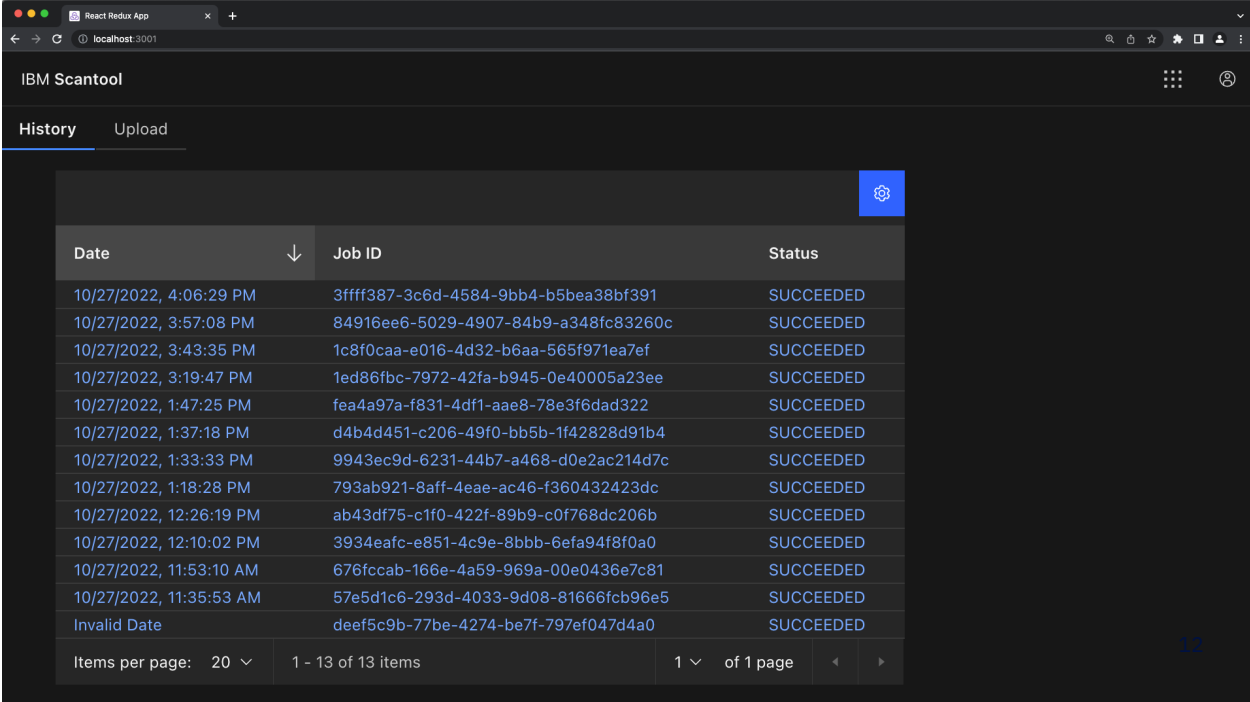 React Redux App
localhost:3001
IBM Scantool
History Upload
Date Job ID Status
10/27/2022, 4:06:29 PM 3ffff387-3c6d-4584-9bb4-b5bea38bf391 SUCCEEDED
10/27/2022, 3:57:08 PM 84916ee6-5029-4907-84b9-a348fc83260c SUCCEEDED
10/27/2022, 3:43:35 PM 1c8f0caa-e016-4d32-b6aa-565f971ea7ef SUCCEEDED
10/27/2022, 3:19:47 PM 1ed86fbc-7972-42fa-b945-0e40005a23ee SUCCEEDED
10/27/2022, 1:47:25 PM fea4a97a-f831-4df1-aae8-78e3f6dad322 SUCCEEDED
10/27/2022, 1:37:18 PM d4b4d451-c206-49f0-bb5b-1f42828d91b4 SUCCEEDED
10/27/2022, 1:33:33 PM 9943ec9d-6231-44b7-a468-d0e2ac214d7c SUCCEEDED
10/27/2022, 1:18:28 PM 793ab921-8aff-4eae-ac46-f360432423dc SUCCEEDED
10/27/2022, 12:26:19 PM ab43df75-c1f0-422f-89b9-c0f768dc206b SUCCEEDED
10/27/2022, 12:10:02 PM 3934eafc-e851-4c9e-8bbb-6efa94f8f0a0 SUCCEEDED
10/27/2022, 11:53:10 AM 676fccab-166e-4a59-969a-00e0436e7c81 SUCCEEDED
10/27/2022, 11:35:53 AM 57e5d1c6-293d-4033-9d08-81666fcb96e5 SUCCEEDED
Invalid Date deef5c9b-77be-4274-be7f-797ef047d4a0 SUCCEEDED
Items per page: 20 1 - 13 of 13 items 1 of 1 page
12